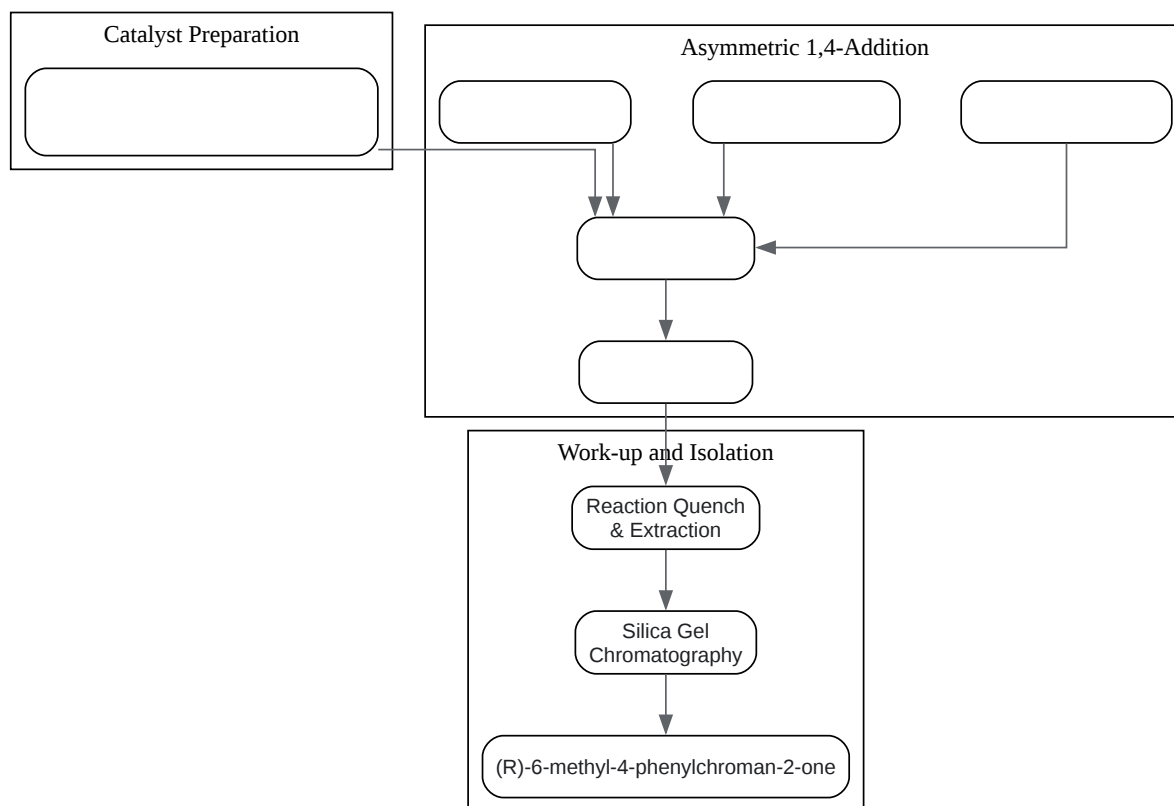 Catalyst Preparation
Asymmetric 1,4-Addition
Work-up and Isolation
Reaction Quench
& Extraction
Silica Gel
Chromatography
(R)-6-methyl-4-phenylchroman-2-one